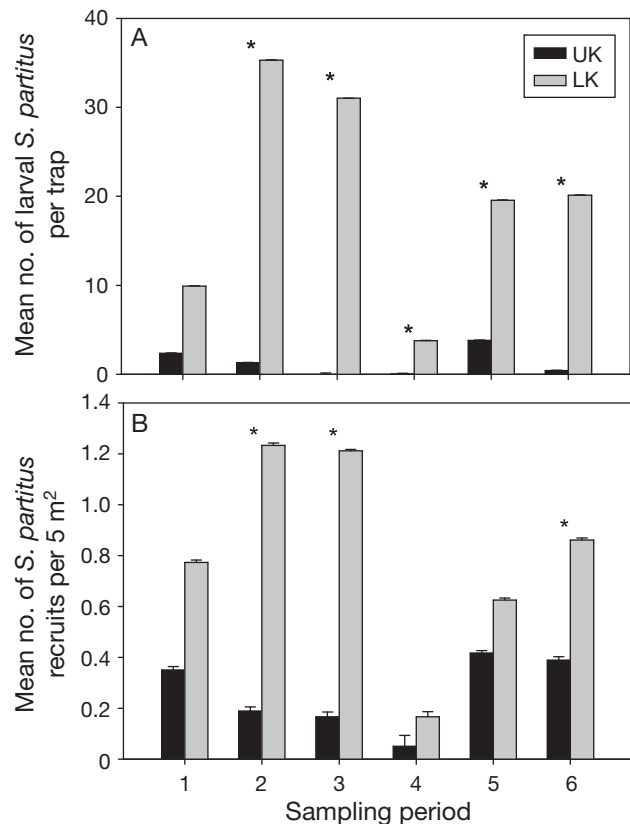 A
UK
LK
Mean no. of larval S. partitus
per trap
40
30
20
10
0
*
*
*
*
*
B
Mean no. of S. partitus
recruits per 5 m²
1.4
1.2
1.0
0.8
0.6
0.4
0.2
0
*
*
*
1 2 3 4 5 6
Sampling period